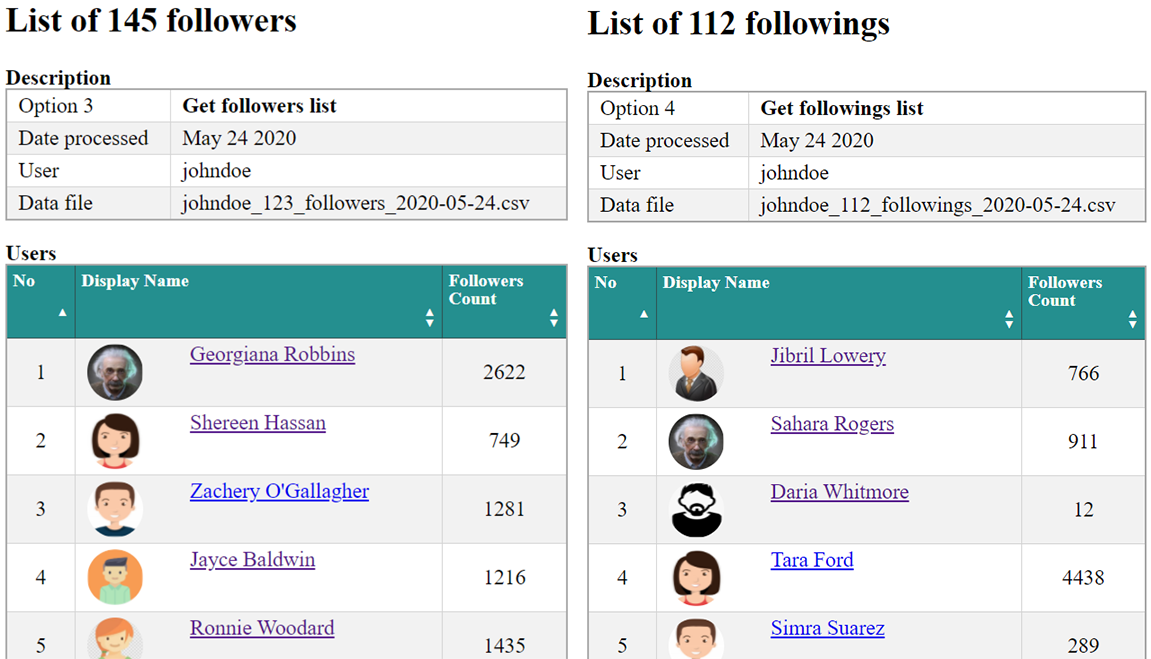 List of 145 followers
Description
Option 3 Get followers list
Date processed May 24 2020
User johndoe
Data file johndoe_123_followers_2020-05-24.csv
Users
No Display Name Followers
Count
1 Georgiana Robbins 2622
2 Shereen Hassan 749
3 Zachery O'Gallagher 1281
4 Jayce Baldwin 1216
5 Ronnie Woodard 1435
List of 112 followings
Description
Option 4 Get followings list
Date processed May 24 2020
User johndoe
Data file johndoe_112_followings_2020-05-24.csv
Users
No Display Name Followers
Count
1 Jibril Lowery 766
2 Sahara Rogers 911
3 Daria Whitmore 12
4 Tara Ford 4438
5 Simra Suarez 289